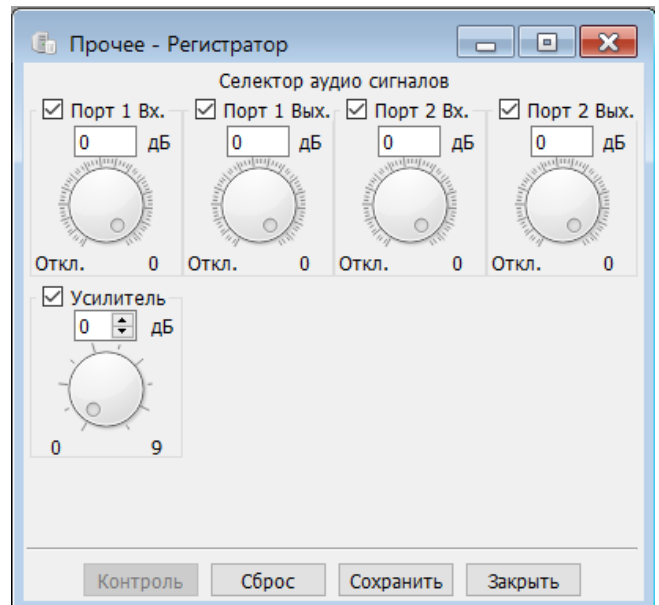 Прочее - Регистратор
Селектор аудио сигналов
Порт 1 Вх. Порт 1 Вых. Порт 2 Вх. Порт 2 Вых.
0 дБ 0 дБ 0 дБ 0 дБ
Откл. 0 Откл. 0 Откл. 0 Откл. 0
Усилитель
0 дБ
0 9
Контроль Сброс Сохранить Закрыть